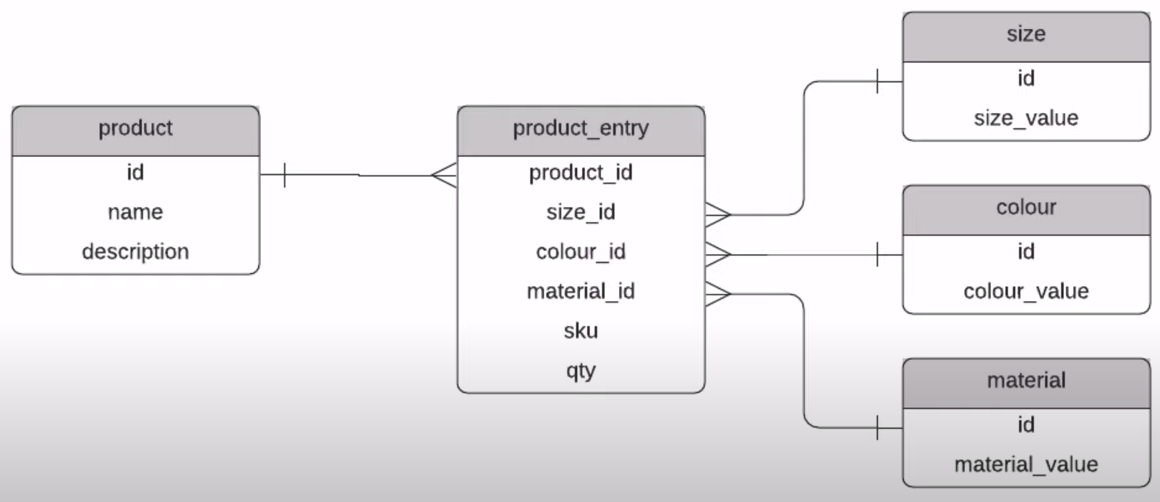 product
id
name
description
product_entry
product_id
size_id
colour_id
material_id
sku
qty
size
id
size_value
colour
id
colour_value
material
id
material_value